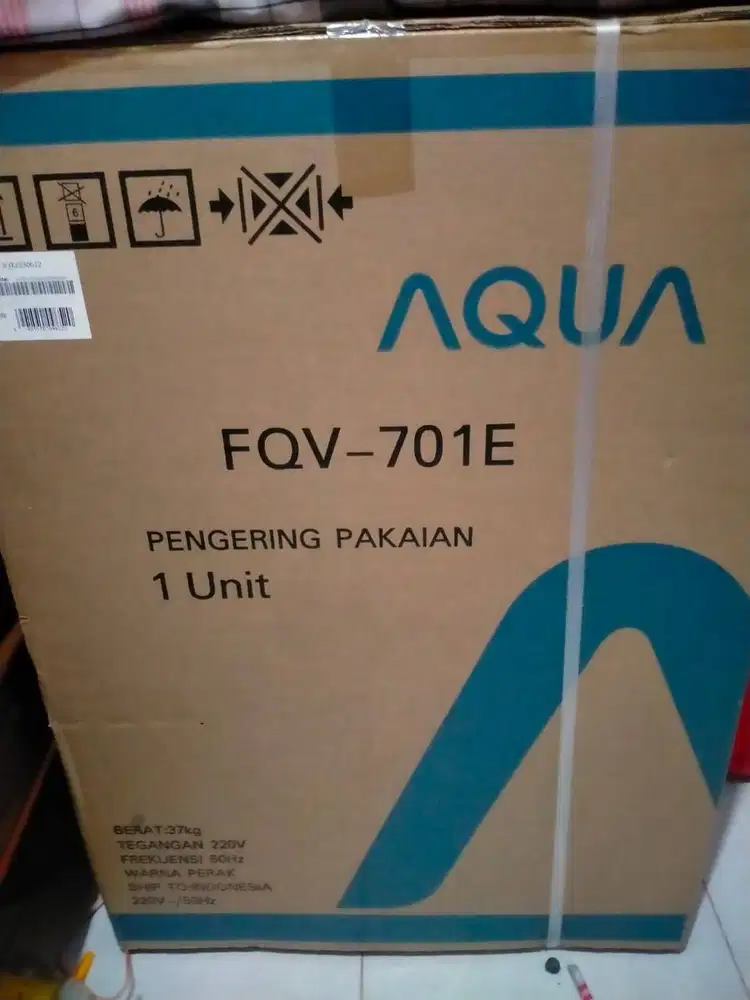 6
AQUA
FQV-701E
PENGERING PAKAIAN
1 Unit
BERAT:37kg
TEGANGAN 220V
FREKUENSI 50Hz
WARNA PERAK
SHIP TO:INDONESIA
220V~/50Hz